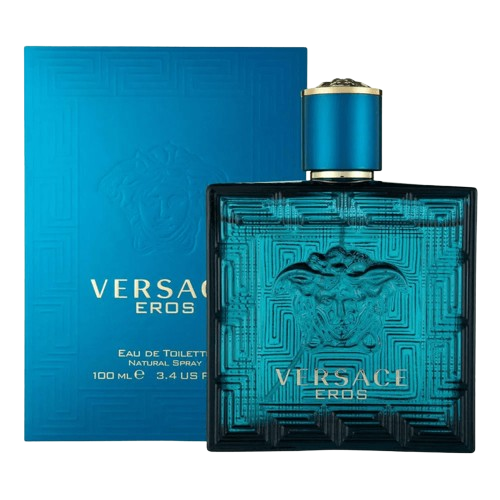 VERSAC
EROS
EAU DE TOILETT
NATURAL SPRAY
100 ML ℮ 3.4 US F
VERSACE
EROS